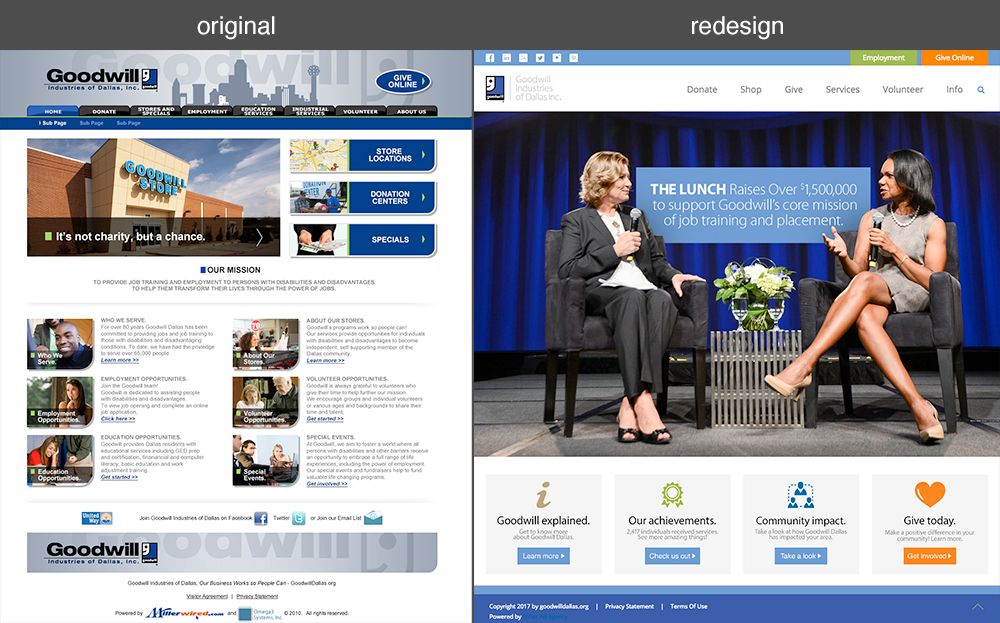 original
redesign
Goodwill
Industries of Dallas, Inc.
GIVE
ONLINE
HOME
DONATE
STORES AND
SPECIALS
EMPLOYMENT
EDUCATION
SERVICES
INDUSTRIAL
SERVICES
VOLUNTEER
ABOUT US
Sub Page
Sub Page
Sub Page
GOODWILL
STORE
It's not charity, but a chance.
STORE
LOCATIONS
DONATION
CENTERS
SPECIALS
OUR MISSION
TO PROVIDE JOB TRAINING AND EMPLOYMENT TO PERSONS WITH DISABILITIES AND DISADVANTAGES
TO HELP THEM TRANSFORM THEIR LIVES THROUGH THE POWER OF JOBS.
Who We
Serve.
WHO WE SERVE.
For over 80 years Goodwill Dallas has been
committed to providing jobs and job training to
those with disabilities and disadvantaging
conditions. To date, we have had the privledge
to serve over 65,000 people.
Learn more >>
About Our
Stores.
ABOUT OUR STORES.
Goodwill's programs work so people can!
Our services provide opportunities for individuals
with disabilities and disadvantages to become
independent, self supporting member of the
Dallas community.
Learn more >>
Employment
Opportunities.
EMPLOYMENT OPPORTUNITIES.
Join the Goodwill team!
Goodwill is dedicated to assisting people
with disabilities and disadvantages.
To view job opening and complete an online
job application.
Click here >>
Volunteer
Opportunities.
VOLUNTEER OPPORTUNITIES.
Goodwill is always grateful to volunteers who
give their time to help further our mission
We encourage groups and individual volunteers
or various ages and backgrounds to share their
time and talent.
Get started >>
Education
Opportunities.
EDUCATION OPPORTUNITIES.
Goodwill provides Dallas residents with
educational services including GED prep
and certification, financial and computer
literacy, basic education and work
adjustment training.
Get started >>
Special
Events.
SPECIAL EVENTS.
At Goodwill, we aim to foster a world where all
persons with disabilities and other barriers receive
an opportunity to embrace a full range of life
experiences, including the power of employment.
Our special events and fundraisers help to fund
valuable life changing programs.
Get involved >>
United
Way
Join Goodwill Industries of Dallas on Facebook
Twitter
or Join our Email List
Goodwill
Industries of Dallas, Inc.
Goodwill Industries of Dallas, Our Business Works so People Can - GoodwillDallas.org
Visitor Agreement | Privacy Statement
Powered by Millerwired.com and Omega3
Systems, Inc. © 2010. All rights reserved.
Employment
Give Online
goodwill
Goodwill
Industries
of Dallas Inc.
Donate
Shop
Give
Services
Volunteer
Info
THE LUNCH Raises Over $1,500,000
to support Goodwill's core mission
of job training and placement.
Goodwill explained.
Get to know more
about Goodwill Dallas.
Learn more
Our achievements.
2,417 individuals received services.
See more amazing things!
Check us out
Community impact.
Take a look at how Goodwill Dallas
has impacted your area.
Take a look
Give today.
Make a positive difference in your
community! Learn more.
Get involved
Copyright 2017 by goodwilldallas.org | Privacy Statement | Terms Of Use
Powered by